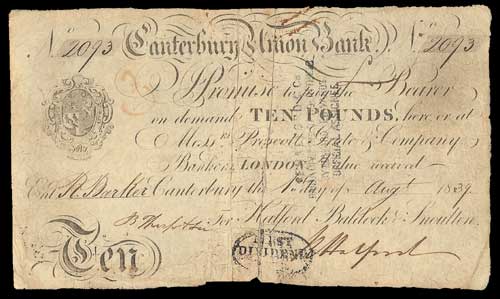 No 2093 Canterbury Union Bank No 2093
I Promise to pay the Bearer
on demand TEN POUNDS, here or at
Messrs Prescott, Grote & Company
Bankers LONDON. Value received
Entd R. Barker Canterbury the day of Augt 1839.
For Halford Baldock & Snoulten
Ten
FIRST
DIVIDEND